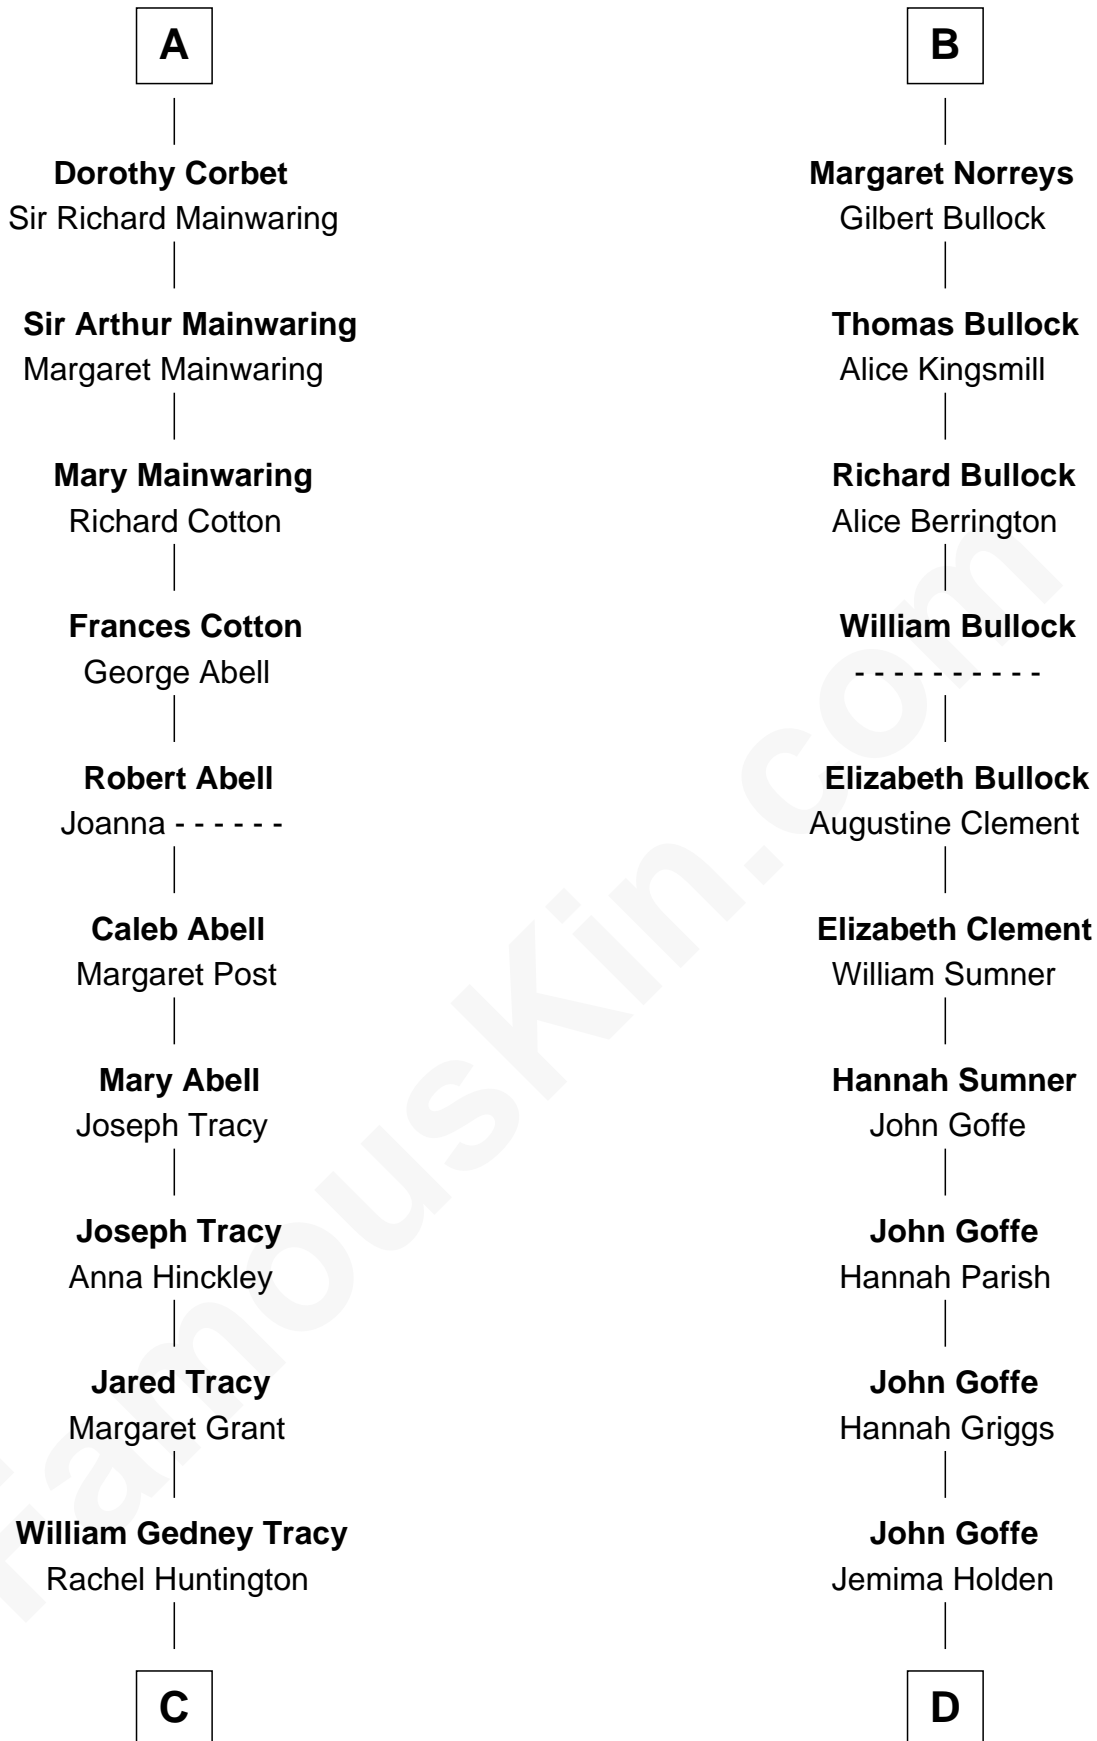 A
Dorothy Corbet
Sir Richard Mainwaring
Sir Arthur Mainwaring
Margaret Mainwaring
Mary Mainwaring
Richard Cotton
Frances Cotton
George Abell
Robert Abell
Joanna - - - - - -
Caleb Abell
Margaret Post
Mary Abell
Joseph Tracy
Joseph Tracy
Anna Hinckley
Jared Tracy
Margaret Grant
William Gedney Tracy
Rachel Huntington
C
B
Margaret Norreys
Gilbert Bullock
Thomas Bullock
Alice Kingsmill
Richard Bullock
Alice Berrington
William Bullock
- - - - - - - - - -
Elizabeth Bullock
Augustine Clement
Elizabeth Clement
William Sumner
Hannah Sumner
John Goffe
John Goffe
Hannah Parish
John Goffe
Hannah Griggs
John Goffe
Jemima Holden
D
FamousKin.com